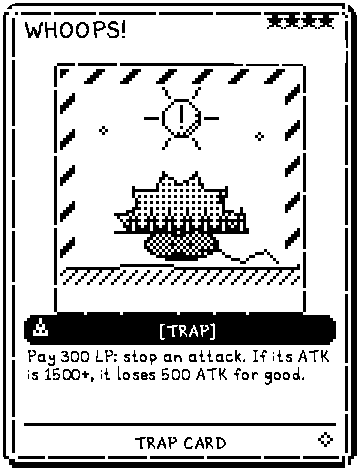 WHOOPS!
[TRAP]
Pay 300 LP: stop an attack. If its ATK
is 1500+, it loses 500 ATK for good.
TRAP CARD